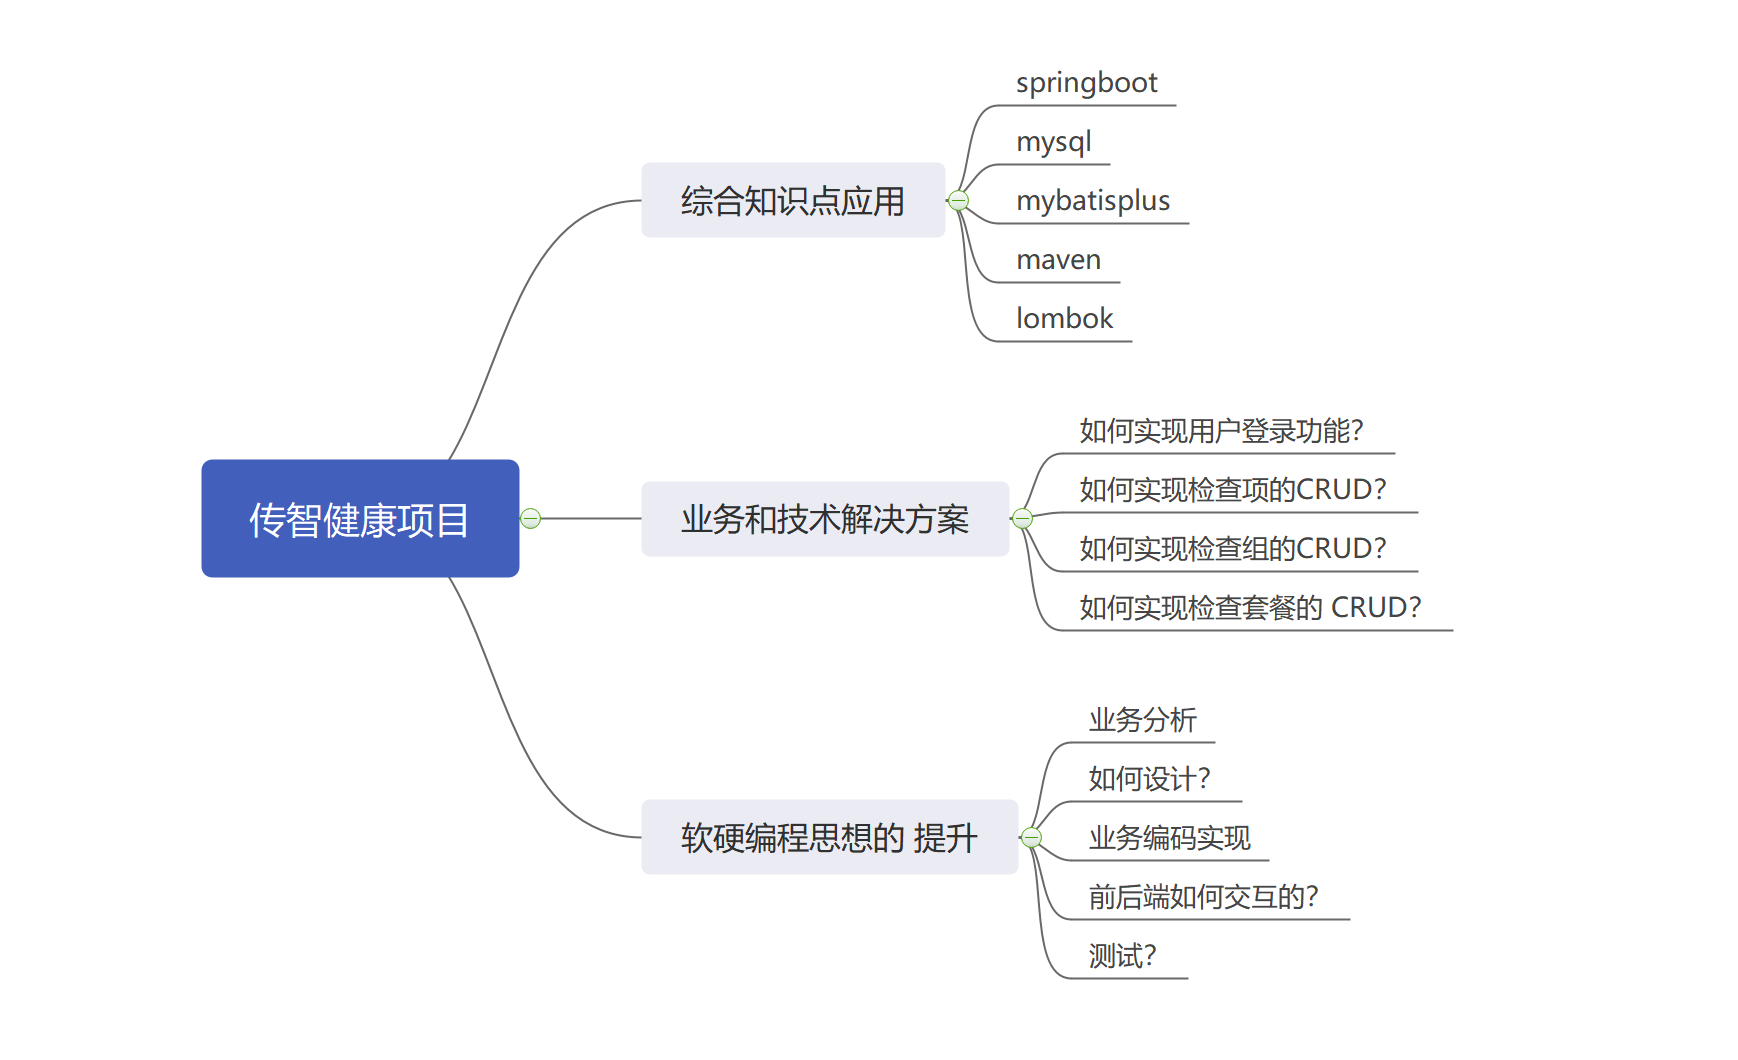 传智健康项目
综合知识点应用
springboot
mysql
mybatisplus
maven
lombok
业务和技术解决方案
如何实现用户登录功能?
如何实现检查项的CRUD?
如何实现检查组的CRUD?
如何实现检查套餐的 CRUD?
软硬编程思想的 提升
业务分析
如何设计?
业务编码实现
前后端如何交互的?
测试?